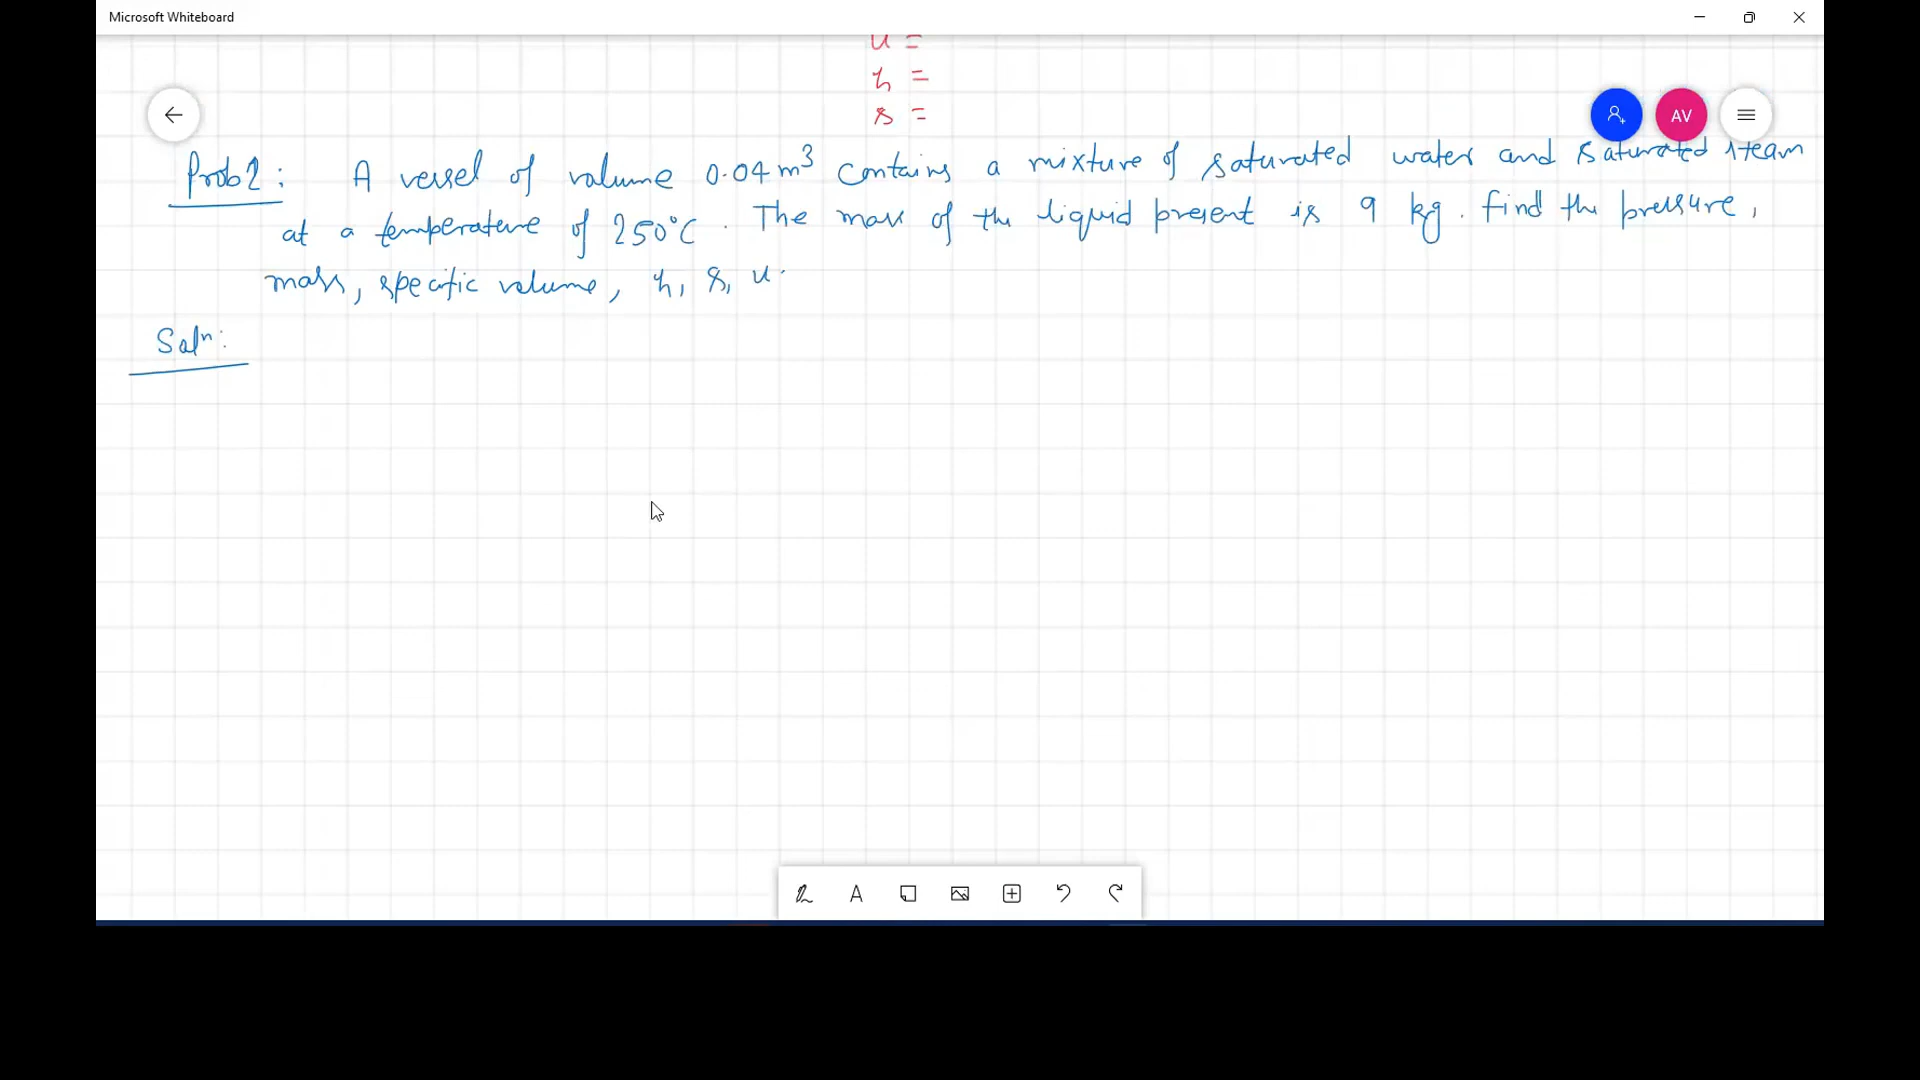 Microsoft Whiteboard
u =
h =
s =
AV
Prob2: A vessel of volume 0.04 m³ contains a mixture of saturated water and saturated steam
at a temperature of 250°C. The mass of the liquid present is 9 kg. Find the pressure,
mass, specific volume, h, s, u.
Solⁿ:
A